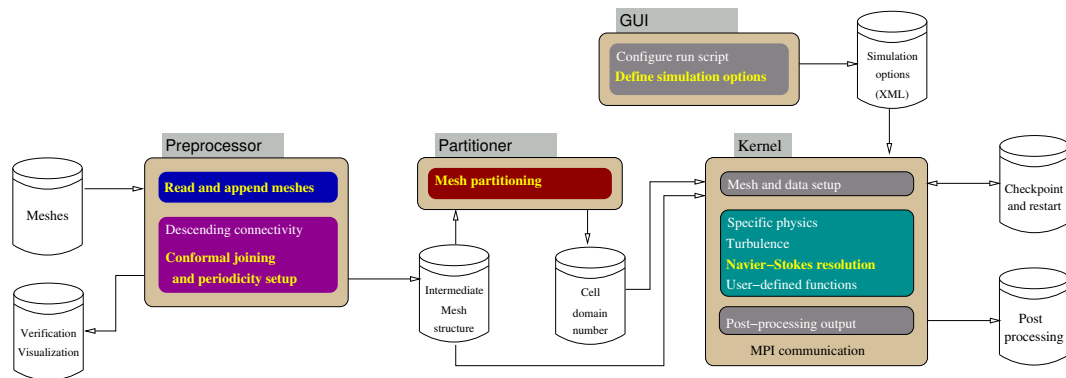 GUI
Configure run script
Define simulation options
Simulation
options
(XML)
Preprocessor
Read and append meshes
Descending connectivity
Conformal joining
and periodicity setup
Meshes
Verification
Visualization
Partitioner
Mesh partitioning
Intermediate
Mesh
structure
Cell
domain
number
Kernel
Mesh and data setup
Specific physics
Turbulence
Navier−Stokes resolution
User−defined functions
Post−processing output
MPI communication
Checkpoint
and restart
Post
processing